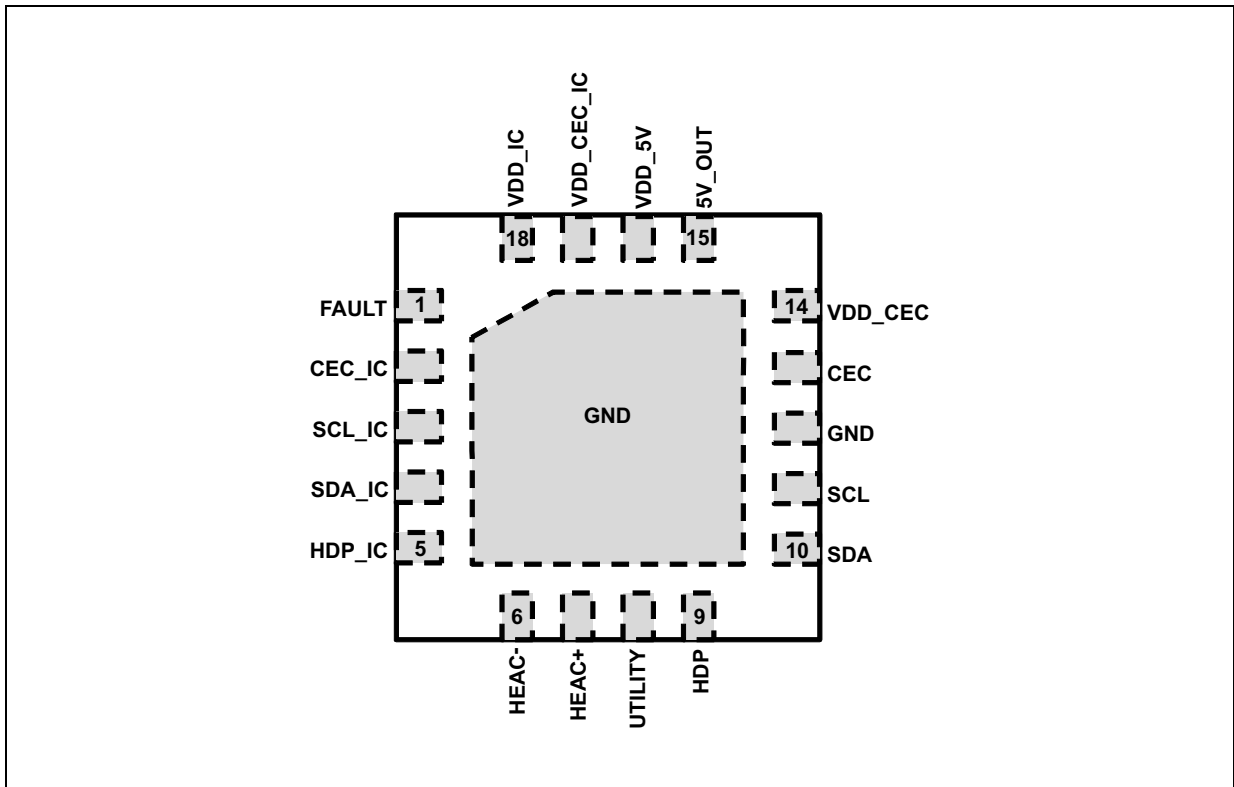 VDD_IC
VDD_CEC_IC
VDD_5V
5V_OUT
18
15
FAULT
1
14
VDD_CEC
CEC_IC
CEC
GND
SCL_IC
GND
SDA_IC
SCL
HDP_IC
5
10
SDA
6
9
HEAC-
HEAC+
UTILITY
HDP